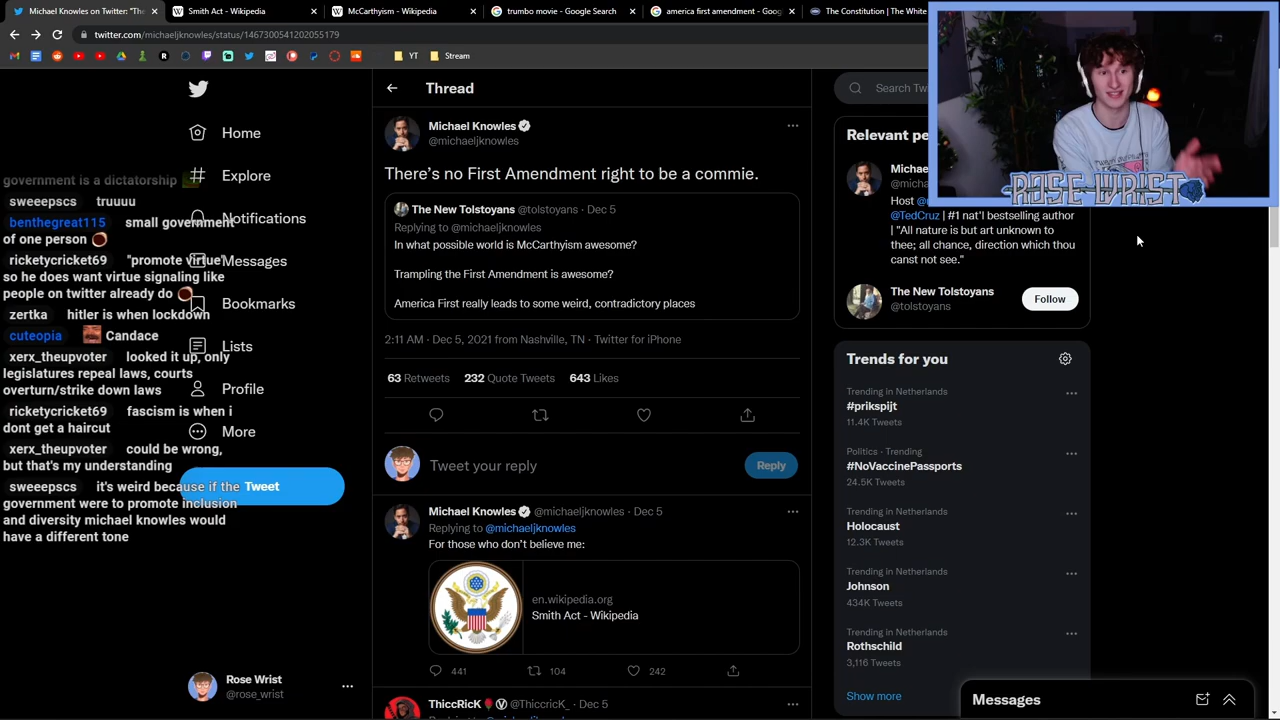 Michael Knowles on Twitter: "The
Smith Act - Wikipedia
McCarthyism - Wikipedia
trumbo movie - Google Search
america first amendment - Goog
The Constitution | The White
twitter.com/michaeljknowles/status/1467300541202055179
YT
Stream
Home
Explore
Notifications
Messages
Bookmarks
Lists
Profile
More
Tweet
Rose Wrist
@rose_wrist
government is a dictatorship
sweeepscs truuuu
benthegreat115 small government
of one person
ricketycricket69 "promote virtue"
so he does want virtue signaling like
people on twitter already do
zertka hitler is when lockdown
cuteopia Candace
xerx_theupvoter looked it up, only
legislatures repeal laws, courts
overturn/strike down laws
ricketycricket69 fascism is when i
dont get a haircut
xerx_theupvoter could be wrong,
but that's my understanding
sweeepscs it's weird because if the
government were to promote inclusion
and diversity michael knowles would
have a different tone
Thread
Michael Knowles
@michaeljknowles
There's no First Amendment right to be a commie.
The New Tolstoyans @tolstoyans · Dec 5
Replying to @michaeljknowles
In what possible world is McCarthyism awesome?
Trampling the First Amendment is awesome?
America First really leads to some weird, contradictory places
2:11 AM · Dec 5, 2021 from Nashville, TN · Twitter for iPhone
63 Retweets 232 Quote Tweets 643 Likes
Tweet your reply
Reply
Michael Knowles @michaeljknowles · Dec 5
Replying to @michaeljknowles
For those who don't believe me:
en.wikipedia.org
Smith Act - Wikipedia
441 104 242
ThiccRicK @ThiccricK_ · Dec 5
Search Tw
Relevant pe
Michae
@micha
Host @
@TedCruz | #1 nat'l bestselling author
| "All nature is but art unknown to
thee; all chance, direction which thou
canst not see."
The New Tolstoyans
@tolstoyans
Follow
Trends for you
Trending in Netherlands
#prikspijt
11.4K Tweets
Politics · Trending
#NoVaccinePassports
24.5K Tweets
Trending in Netherlands
Holocaust
12.3K Tweets
Trending in Netherlands
Johnson
434K Tweets
Trending in Netherlands
Rothschild
3,116 Tweets
Show more
Messages
ROSE WRIST